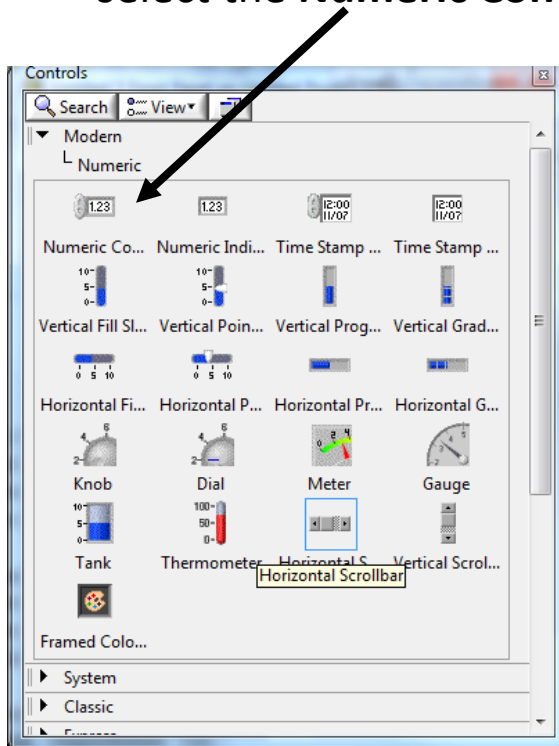 Controls
Search View
Modern
Numeric
1.23 1.23 12:00 11/07 12:00 11/07
Numeric Co... Numeric Indi... Time Stamp ... Time Stamp ...
10- 10-
5- 5-
0- 0-
Vertical Fill Sl... Vertical Poin... Vertical Prog... Vertical Grad...
0 5 10 0 5 10
Horizontal Fi... Horizontal P... Horizontal Pr... Horizontal G...
Knob Dial Meter Gauge
10- 100-
5- 50-
0- 0-
Tank Thermometer Horizontal S... Vertical Scrol...
Horizontal Scrollbar
Framed Colo...
System
Classic